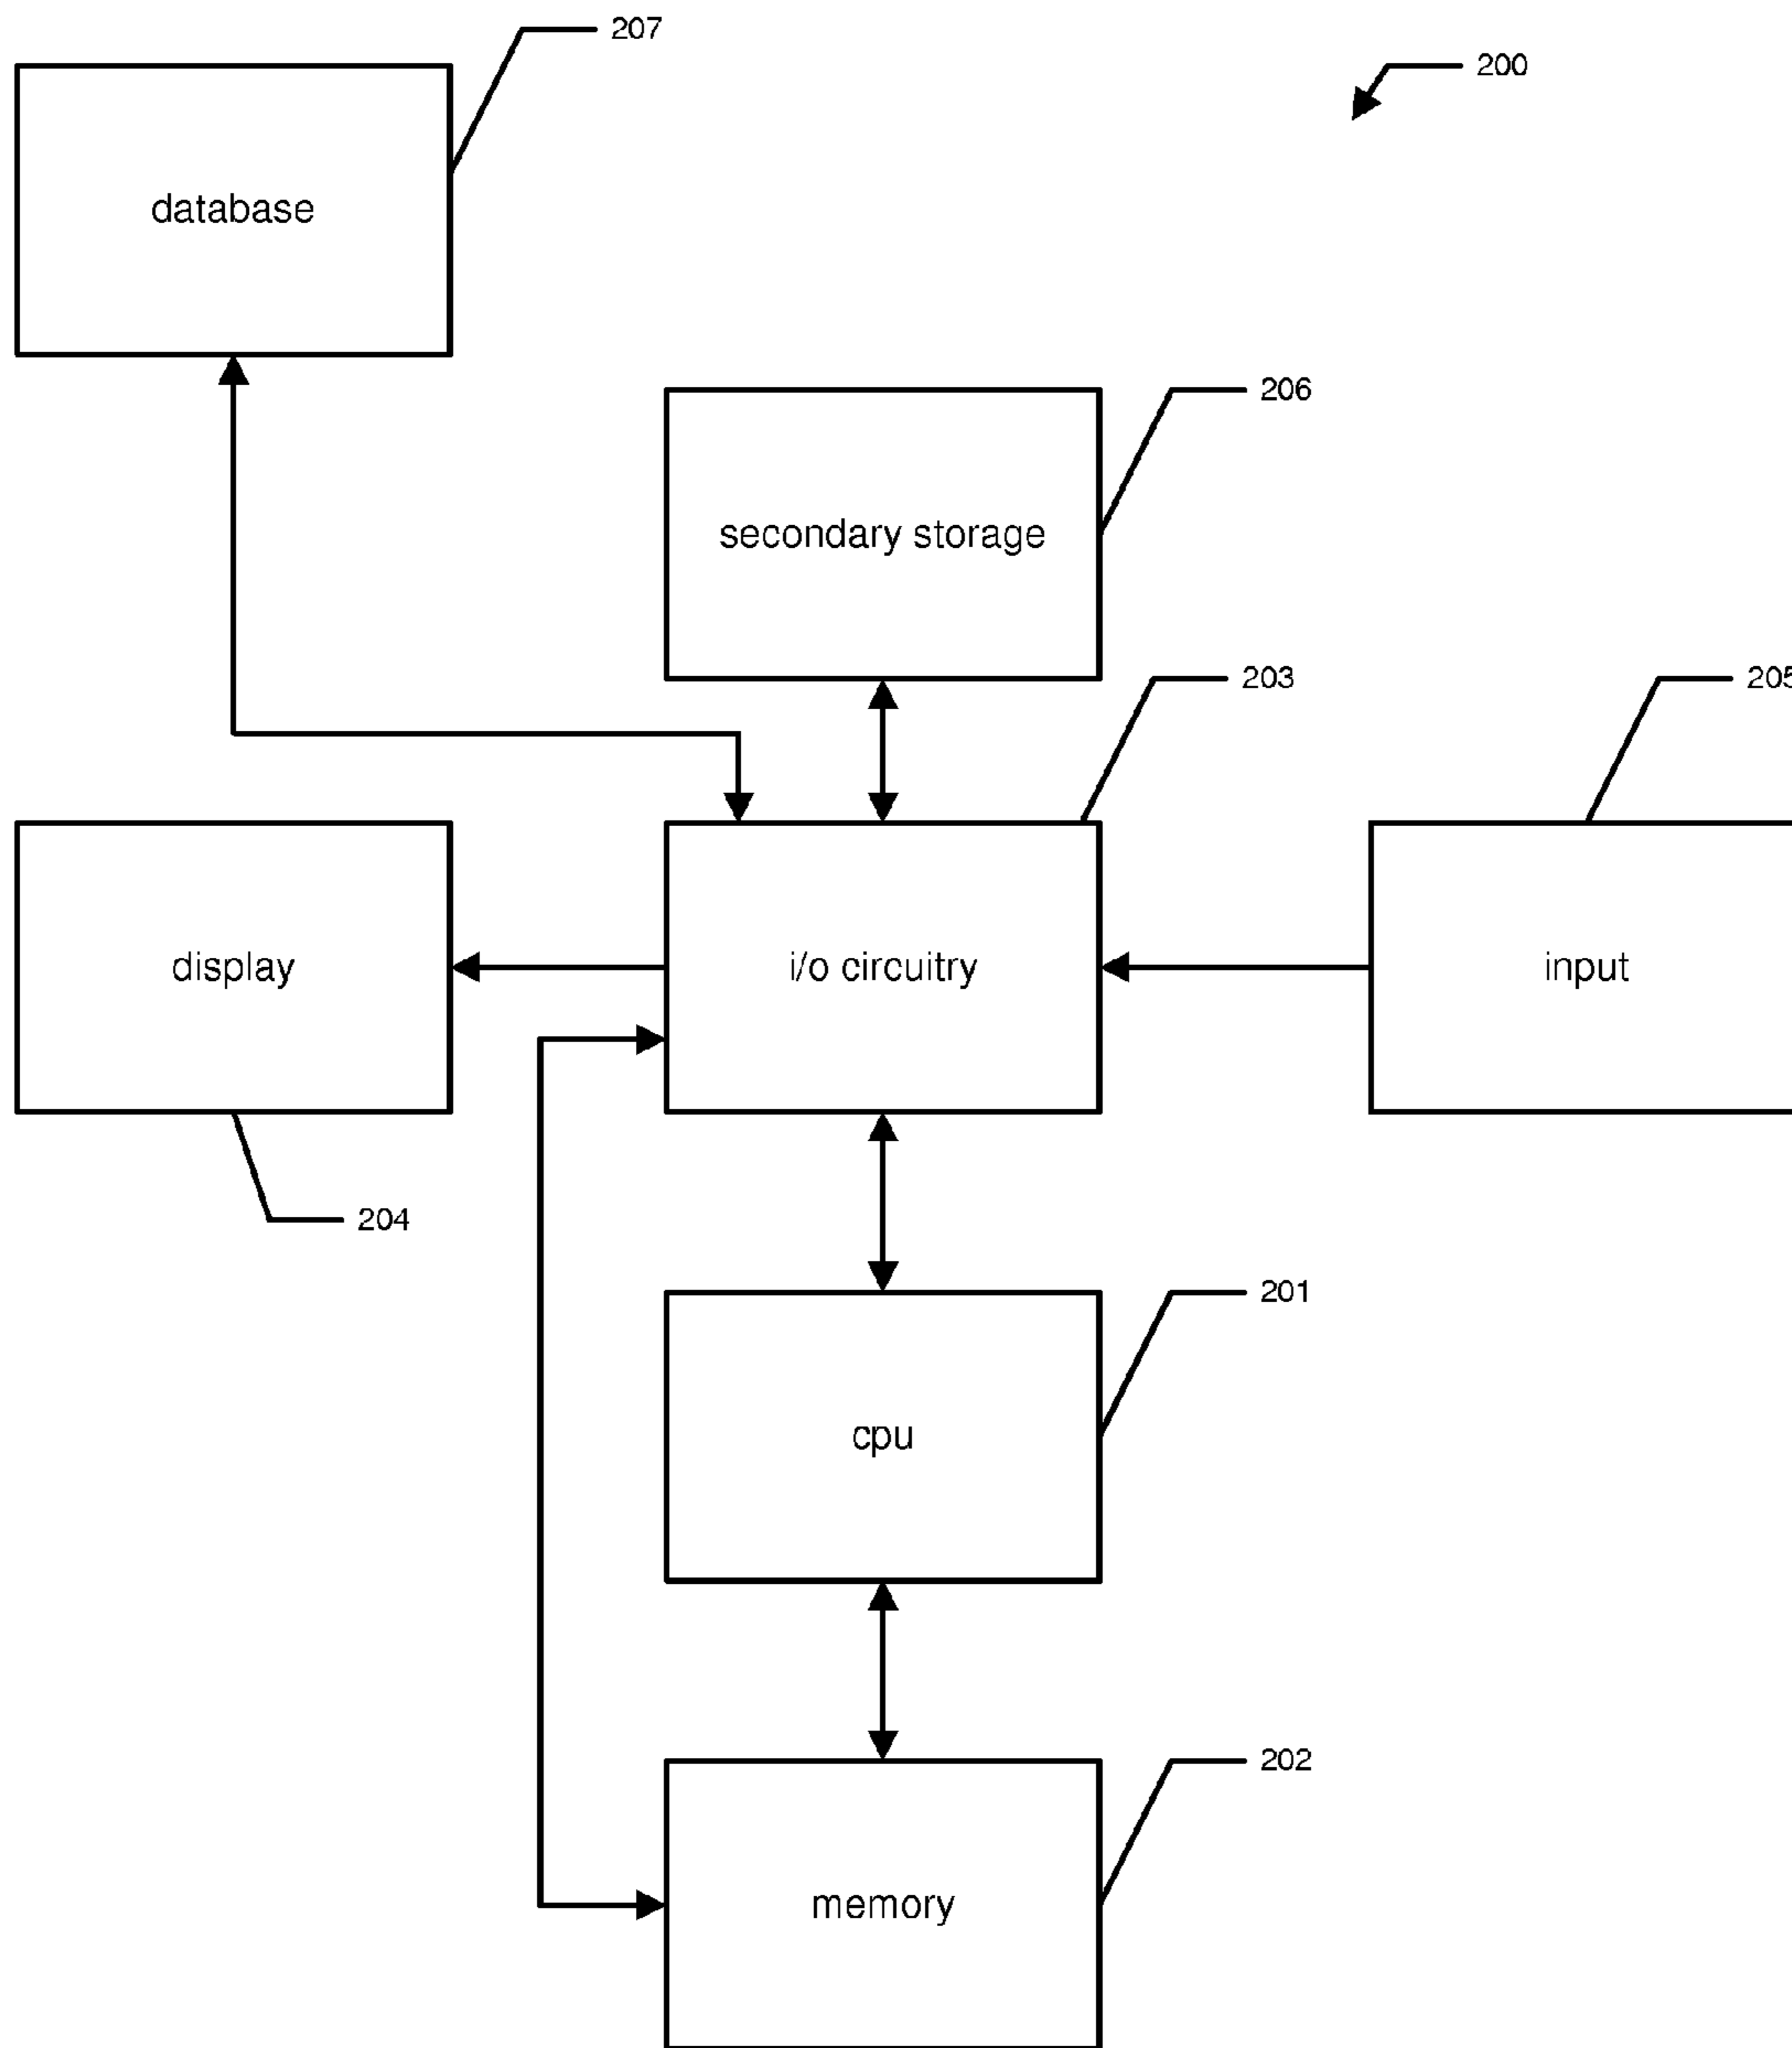 207
200
database
206
secondary storage
203
205
display
i/o circuitry
input
204
201
cpu
202
memory